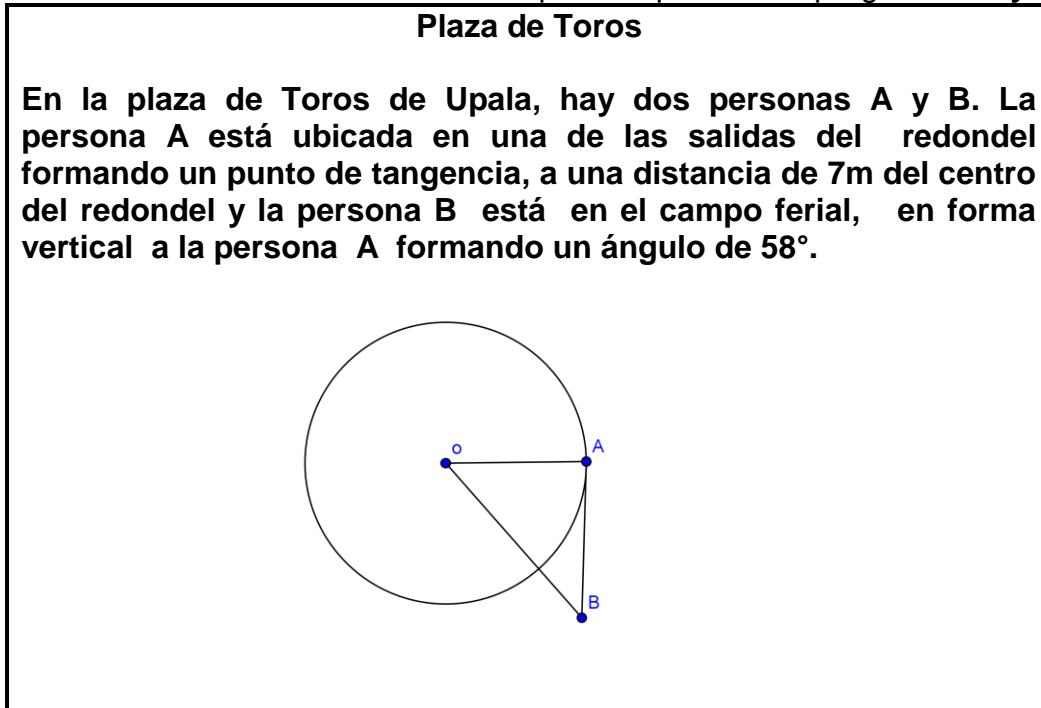 Plaza de Toros
En la plaza de Toros de Upala, hay dos personas A y B. La
persona A está ubicada en una de las salidas del redondel
formando un punto de tangencia, a una distancia de 7m del centro
del redondel y la persona B está en el campo ferial, en forma
vertical a la persona A formando un ángulo de 58°.
o
A
B